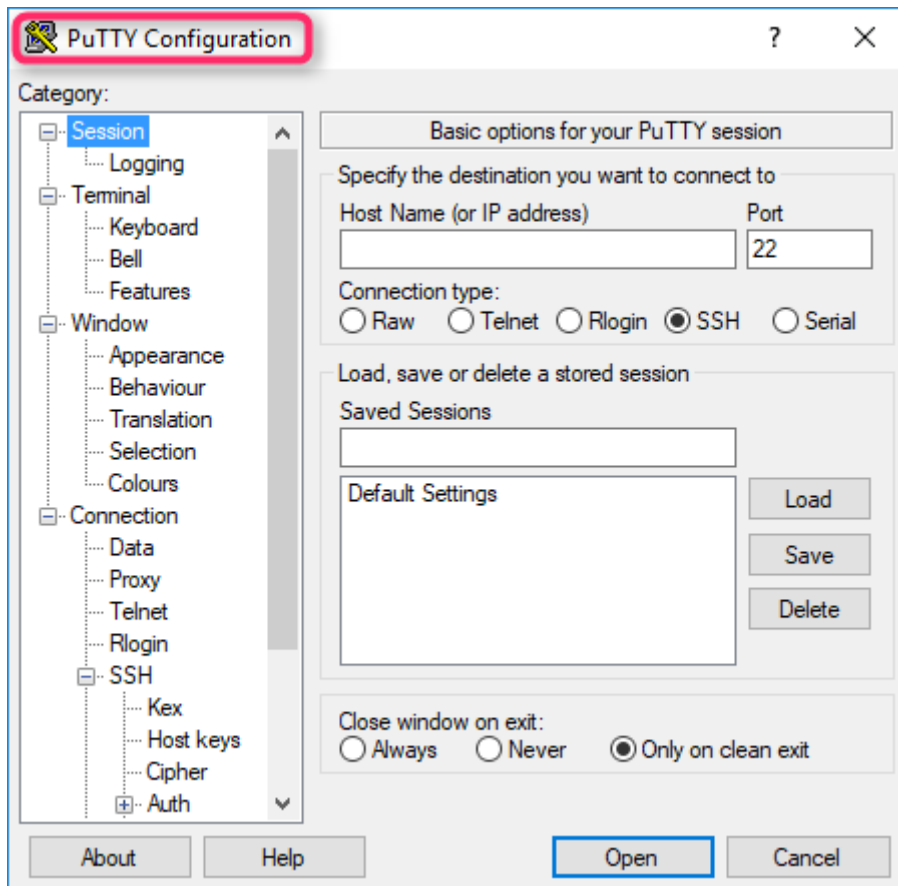 PuTTY Configuration
?
Category:
Session
Logging
Terminal
Keyboard
Bell
Features
Window
Appearance
Behaviour
Translation
Selection
Colours
Connection
Data
Proxy
Telnet
Rlogin
SSH
Kex
Host keys
Cipher
Auth
Basic options for your PuTTY session
Specify the destination you want to connect to
Host Name (or IP address) Port
22
Connection type:
Raw Telnet Rlogin SSH Serial
Load, save or delete a stored session
Saved Sessions
Default Settings
Load
Save
Delete
Close window on exit:
Always Never Only on clean exit
About Help Open Cancel